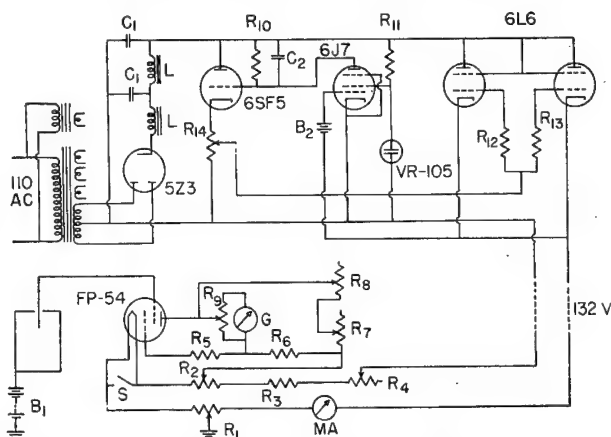 C1
R10
C2
R11
6J7
6L6
C1
L
6SF5
L
R14
B2
R12
R13
110
AC
5Z3
VR-105
FP-54
R9
G
R8
R7
132 V
R5
R6
S
R2
R3
R4
B1
R1
MA